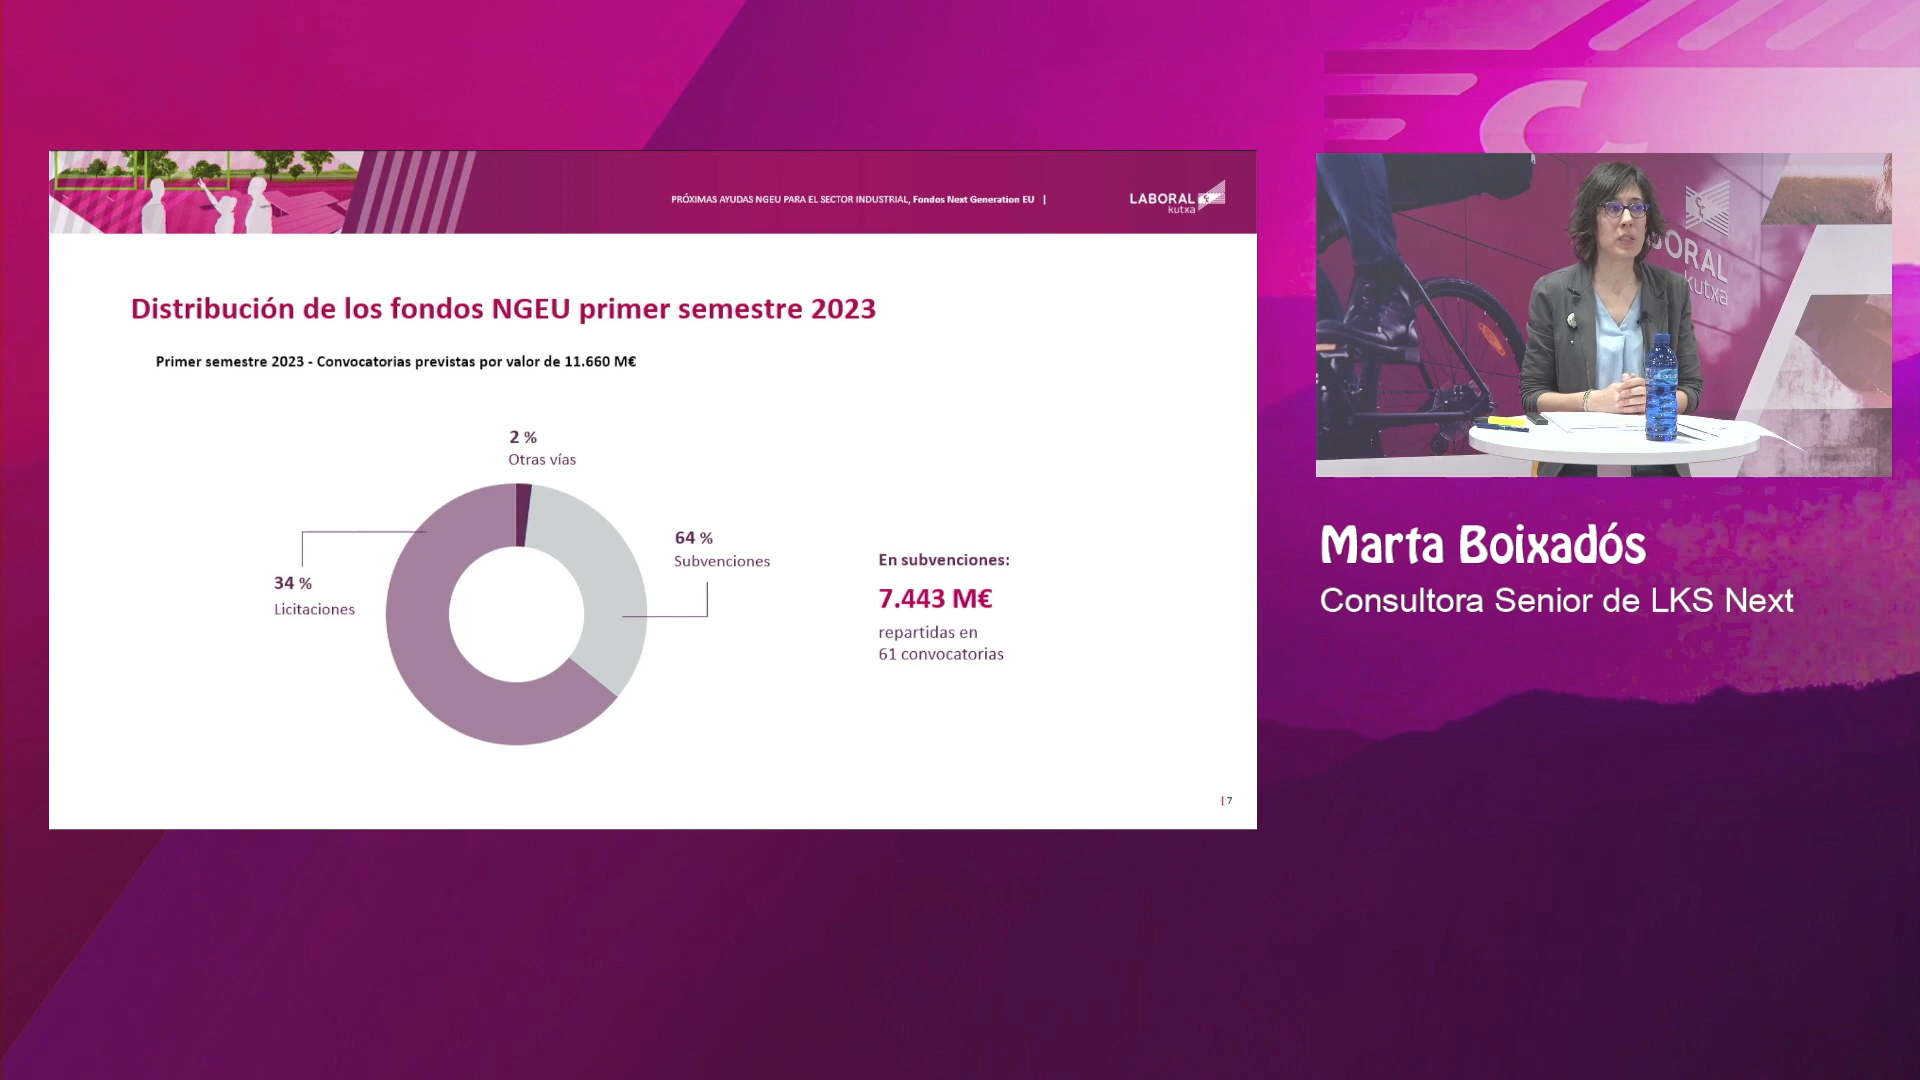 PRÓXIMAS AYUDAS NGEU PARA EL SECTOR INDUSTRIAL, Fondos Next Generation EU |
LABORAL
kutxa
Distribución de los fondos NGEU primer semestre 2023
Primer semestre 2023 - Convocatorias previstas por valor de 11.660 M€
2 %
Otras vías
64 %
Subvenciones
34 %
Licitaciones
En subvenciones:
7.443 M€
repartidas en
61 convocatorias
| 7
ORAL
kutxa
Marta Boixadós
Consultora Senior de LKS Next